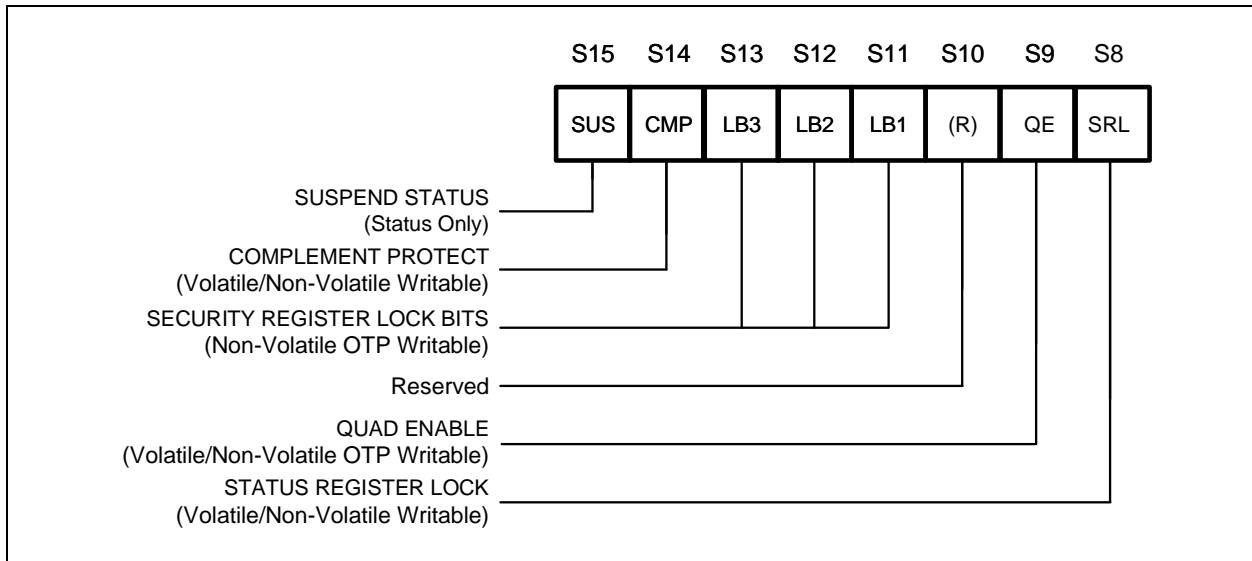 S15 S14 S13 S12 S11 S10 S9 S8
SUS CMP LB3 LB2 LB1 (R) QE SRL
SUSPEND STATUS
(Status Only)
COMPLEMENT PROTECT
(Volatile/Non-Volatile Writable)
SECURITY REGISTER LOCK BITS
(Non-Volatile OTP Writable)
Reserved
QUAD ENABLE
(Volatile/Non-Volatile OTP Writable)
STATUS REGISTER LOCK
(Volatile/Non-Volatile Writable)